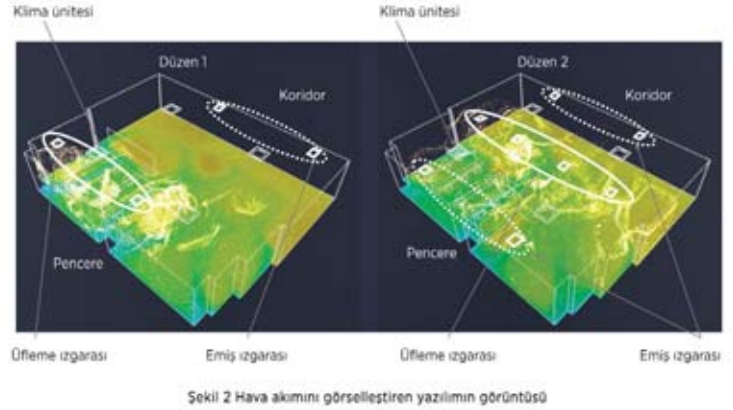 Klima ünitesi
Klima ünitesi
Düzen 1
Düzen 2
Koridor
Koridor
Pencere
Pencere
Üfleme ızgarası
Emiş ızgarası
Üfleme ızgarası
Emiş ızgarası
Şekil 2 Hava akımını görselleştiren yazılımın görüntüsü